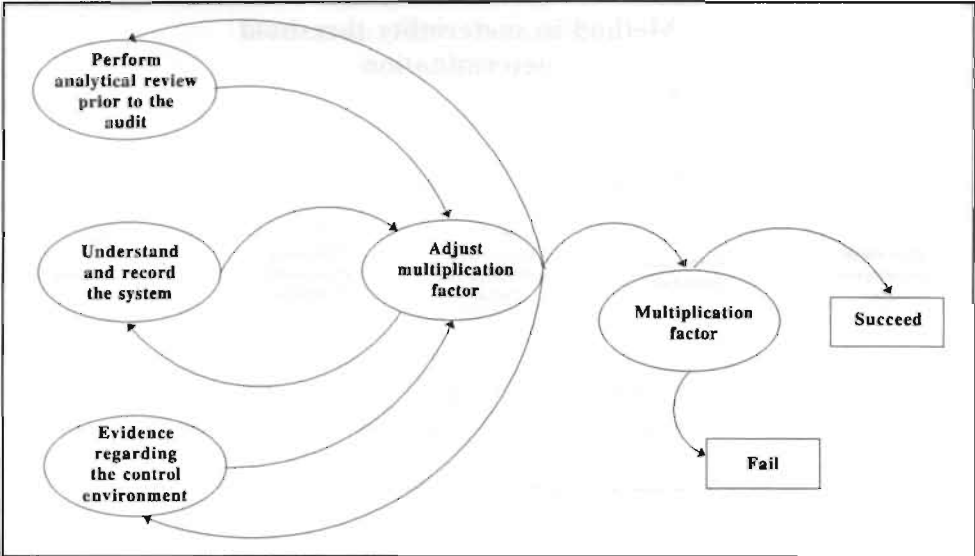 Perform
analytical review
prior to the
audit
Understand
and record
the system
Adjust
multiplication
factor
Multiplication
factor
Succeed
Evidence
regarding
the control
environment
Fail